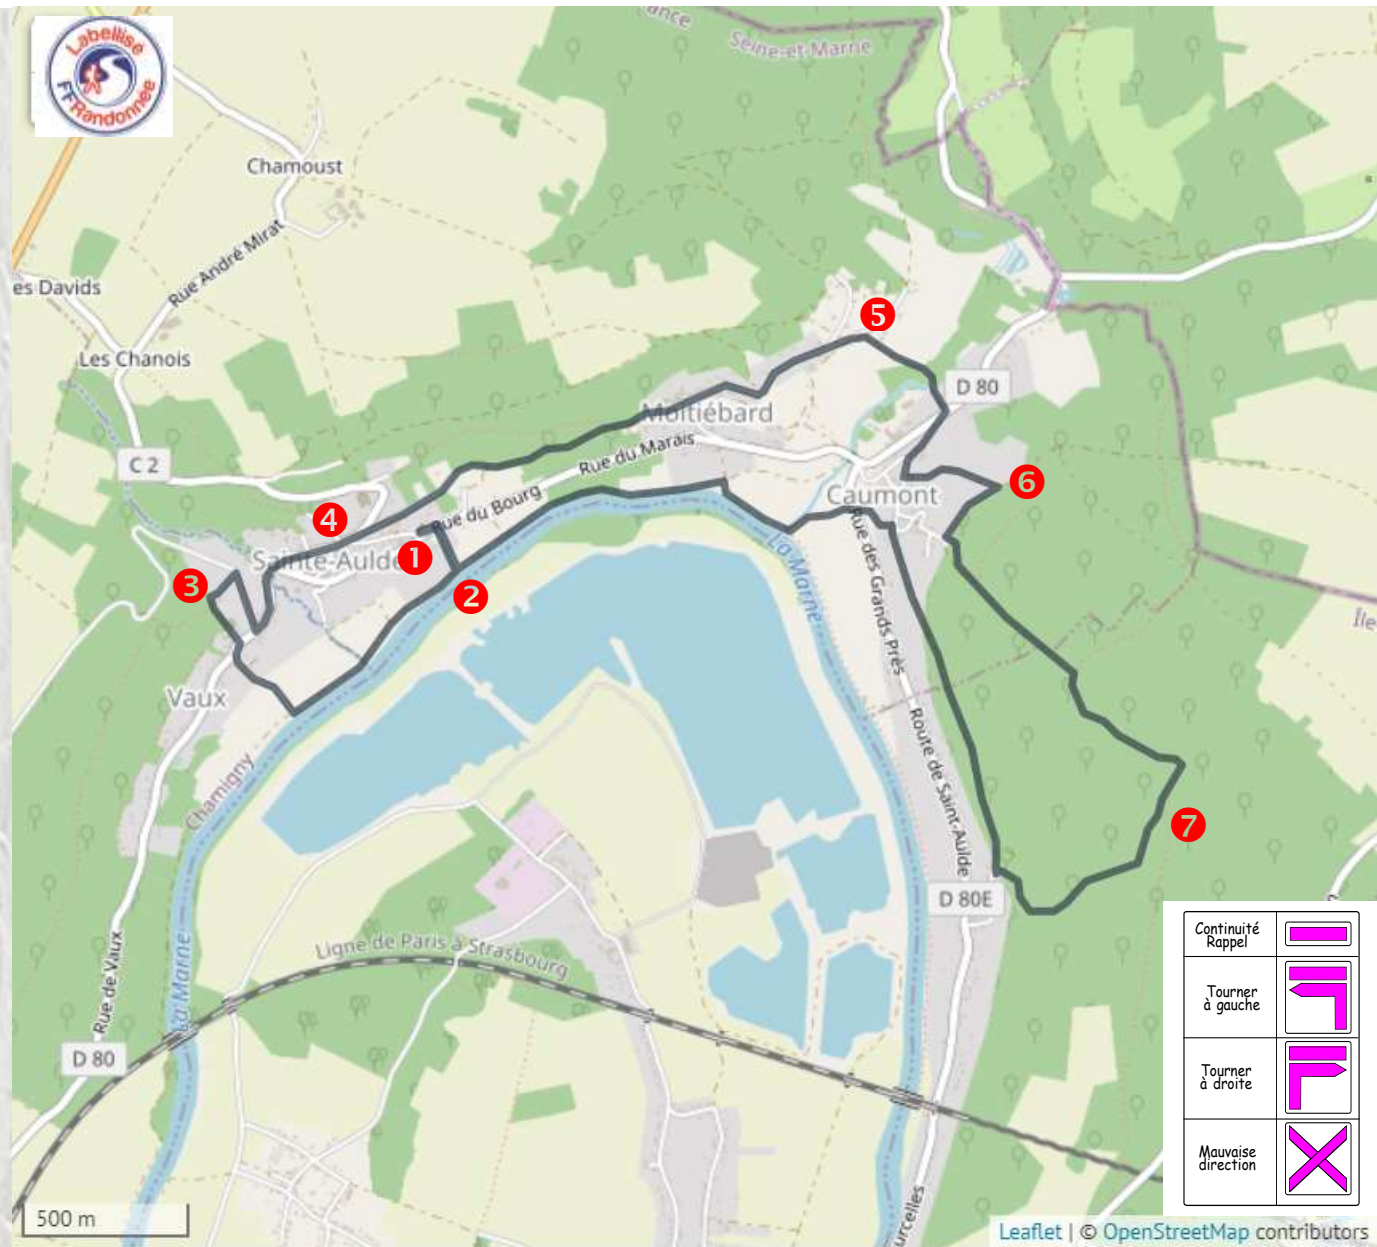 Labellisé
FFRandonnée
ance
Seine-et-Marne
Chamoust
Rue André Mirat
es Davids
Les Chanois
5
D 80
Moitiébard
Rue du Marais
C 2
Caumont
6
Rue du Bourg
4
Sainte-Aulde
1
La Marne
Rue des Grands Prés
3
2
Île
Vaux
Route de Saint-Aulde
Chamigny
7
D 80E
Ligne de Paris à Strasbourg
Rue de Vaux
La Marne
D 80
Continuité
Rappel
Tourner
à gauche
Tourner
à droite
Mauvaise
direction
urcelles
500 m
Leaflet | © OpenStreetMap contributors